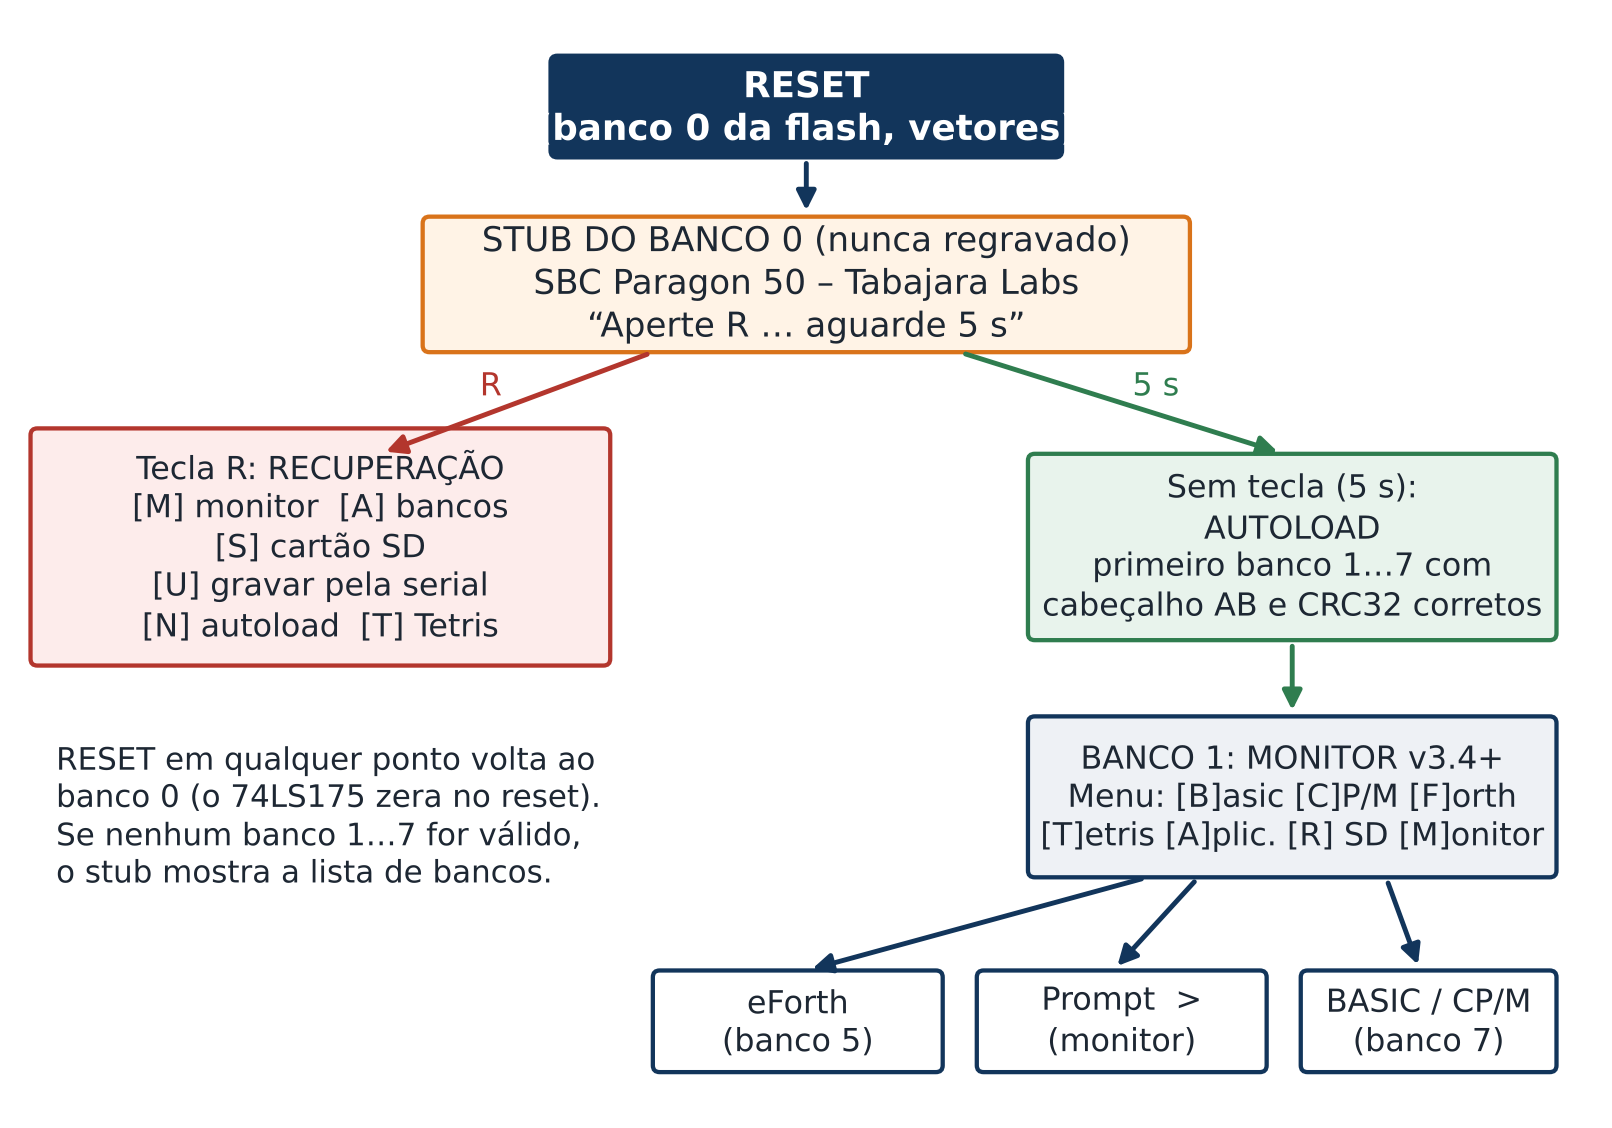 RESET
banco 0 da flash, vetores
STUB DO BANCO 0 (nunca regravado)
SBC Paragon 50 – Tabajara Labs
“Aperte R … aguarde 5 s”
R
5 s
Tecla R: RECUPERAÇÃO
[M] monitor  [A] bancos
[S] cartão SD
[U] gravar pela serial
[N] autoload  [T] Tetris
Sem tecla (5 s):
AUTOLOAD
primeiro banco 1…7 com
cabeçalho AB e CRC32 corretos
RESET em qualquer ponto volta ao
banco 0 (o 74LS175 zera no reset).
Se nenhum banco 1…7 for válido,
o stub mostra a lista de bancos.
BANCO 1: MONITOR v3.4+
Menu: [B]asic [C]P/M [F]orth
[T]etris [A]plic. [R] SD [M]onitor
eForth
(banco 5)
Prompt  >
(monitor)
BASIC / CP/M
(banco 7)